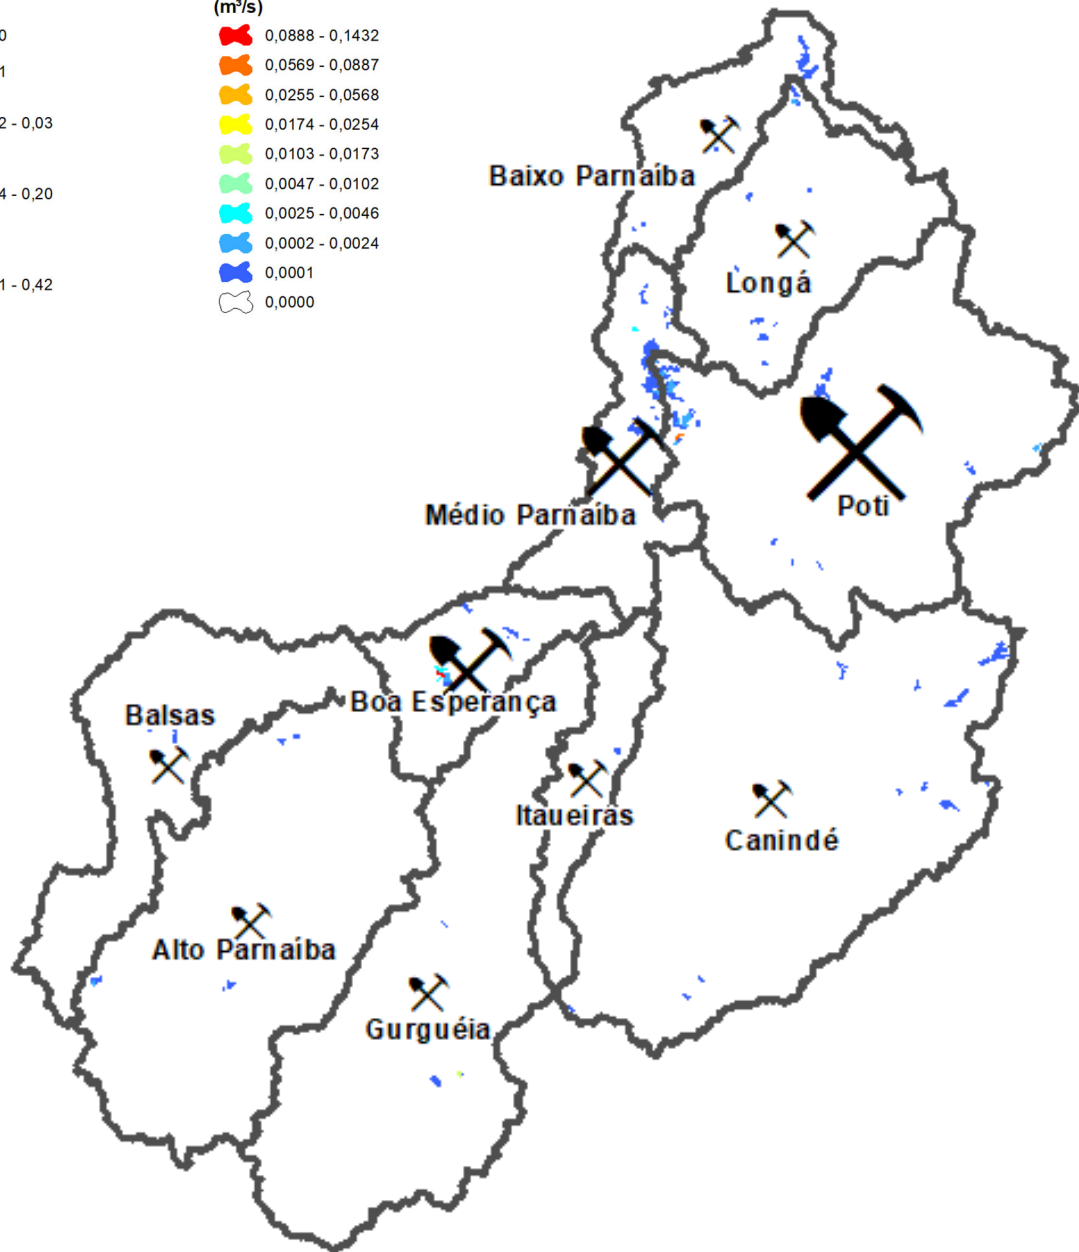 (m³/s)
0
1
2 - 0,03
4 - 0,20
1 - 0,42
0,0888 - 0,1432
0,0569 - 0,0887
0,0255 - 0,0568
0,0174 - 0,0254
0,0103 - 0,0173
0,0047 - 0,0102
0,0025 - 0,0046
0,0002 - 0,0024
0,0001
0,0000
Baixo Parnaíba
Longá
Poti
Médio Parnaíba
Boa Esperança
Balsas
Itaueiras
Canindé
Alto Parnaíba
Gurguéia